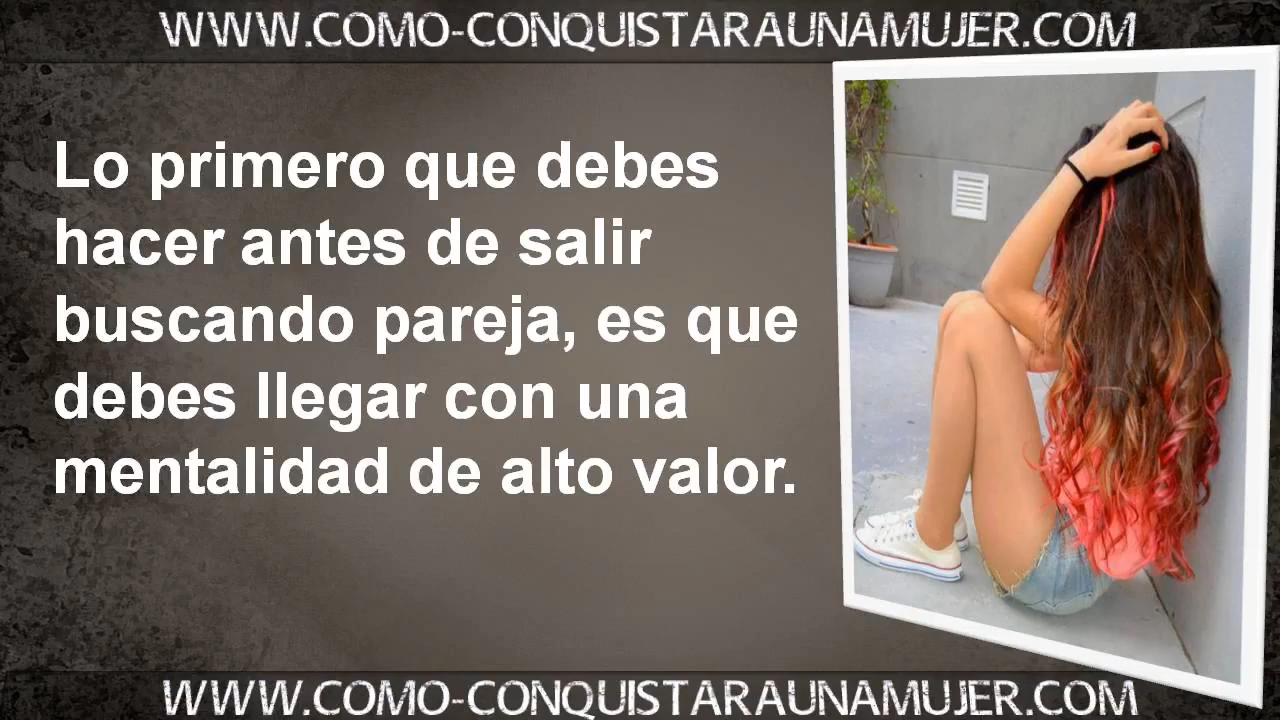 WWW.COMO-CONQUISTARAUNAMUJER.COM
Lo primero que debes
hacer antes de salir
buscando pareja, es que
debes llegar con una
mentalidad de alto valor.
WWW.COMO-CONQUISTARAUNAMUJER.COM